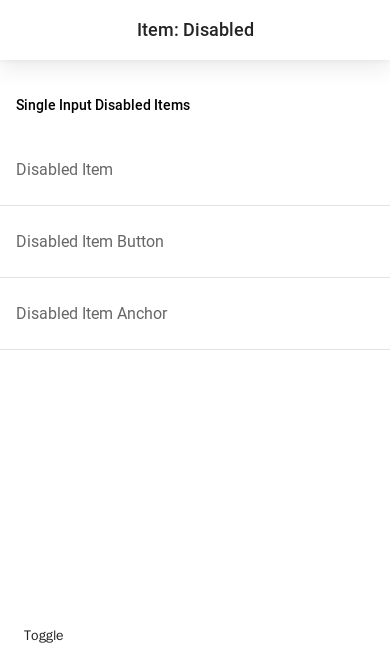 Item: Disabled
Single Input Disabled Items
Disabled Item
Disabled Item Button
Disabled Item Anchor
Toggle